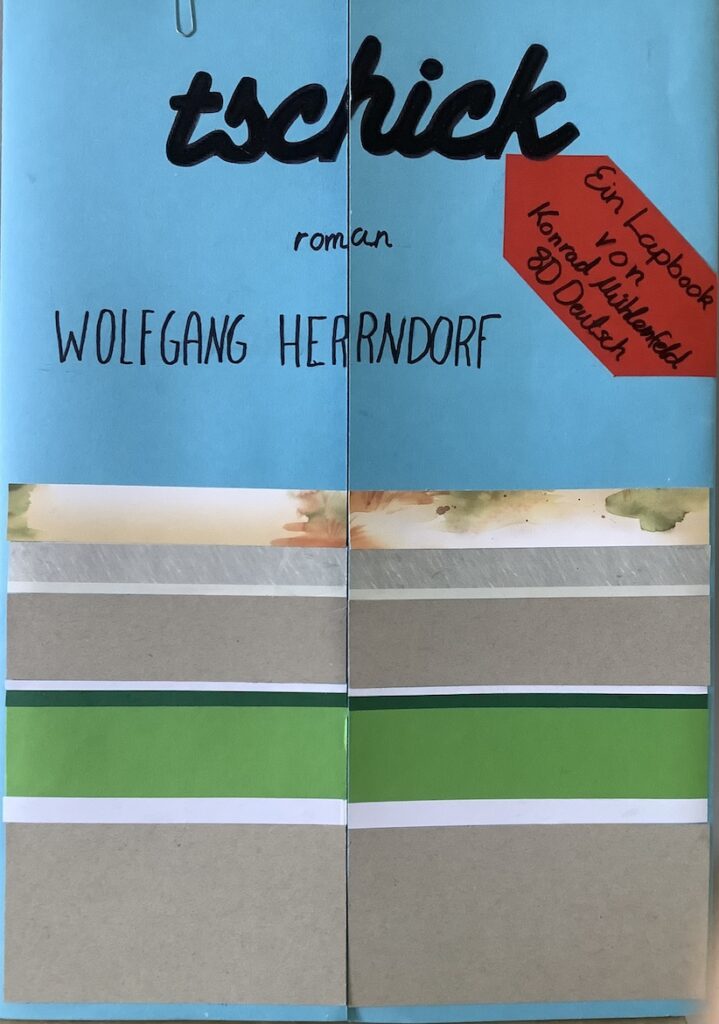 tschick
roman
WOLFGANG HERRNDORF
Ein Lapbook
von
Konrad Mühlenfeld
8D Deutsch